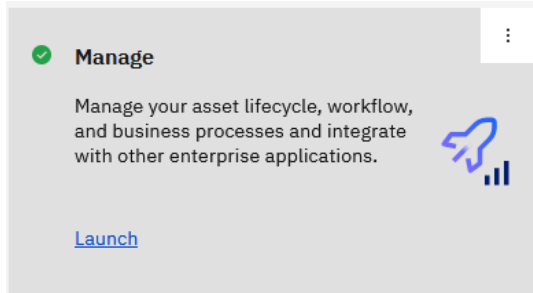 Manage
Manage your asset lifecycle, workflow,
and business processes and integrate
with other enterprise applications.
Launch